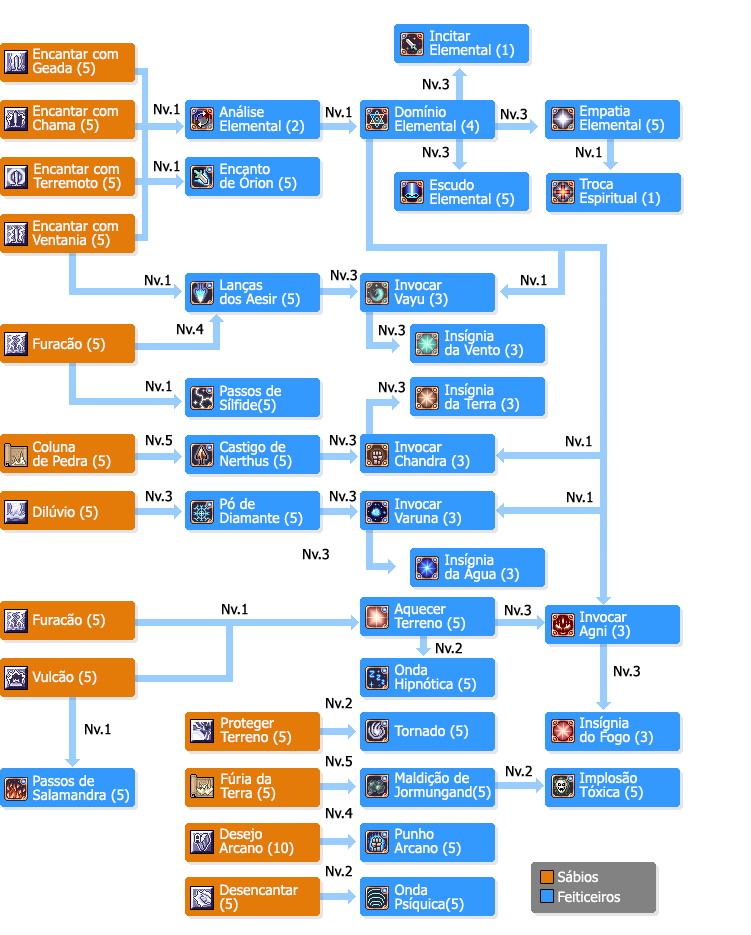 Incitar
Elemental (1)
Encantar com
Geada (5)
Nv.3
Encantar com
Chama (5)
Nv.1
Análise
Elemental (2)
Nv.1
Domínio
Elemental (4)
Nv.3
Empatia
Elemental (5)
Nv.3
Nv.1
Encantar com
Terremoto (5)
Nv.1
Encanto
de Órion (5)
Escudo
Elemental (5)
Troca
Espiritual (1)
Encantar com
Ventania (5)
Nv.1
Lanças
dos Aesir (5)
Nv.3
Invocar
Vayu (3)
Nv.1
Nv.4
Nv.3
Furacão (5)
Insígnia
da Vento (3)
Nv.1
Passos de
Sílfide(5)
Nv.3
Insígnia
da Terra (3)
Coluna
de Pedra (5)
Nv.5
Castigo de
Nerthus (5)
Nv.3
Invocar
Chandra (3)
Nv.1
Dilúvio (5)
Nv.3
Pó de
Diamante (5)
Nv.3
Invocar
Varuna (3)
Nv.1
Nv.3
Insígnia
da Água (3)
Furacão (5)
Nv.1
Aquecer
Terreno (5)
Nv.3
Invocar
Agni (3)
Nv.2
Vulcão (5)
Onda
Hipnótica (5)
Nv.3
Nv.1
Nv.2
Proteger
Terreno (5)
Tornado (5)
Insígnia
do Fogo (3)
Passos de
Salamandra (5)
Nv.5
Fúria da
Terra (5)
Maldição de
Jormungand(5)
Nv.2
Implosão
Tóxica (5)
Nv.4
Desejo
Arcano (10)
Punho
Arcano (5)
Nv.2
Desencantar
(5)
Onda
Psíquica(5)
Sábios
Feiticeiros